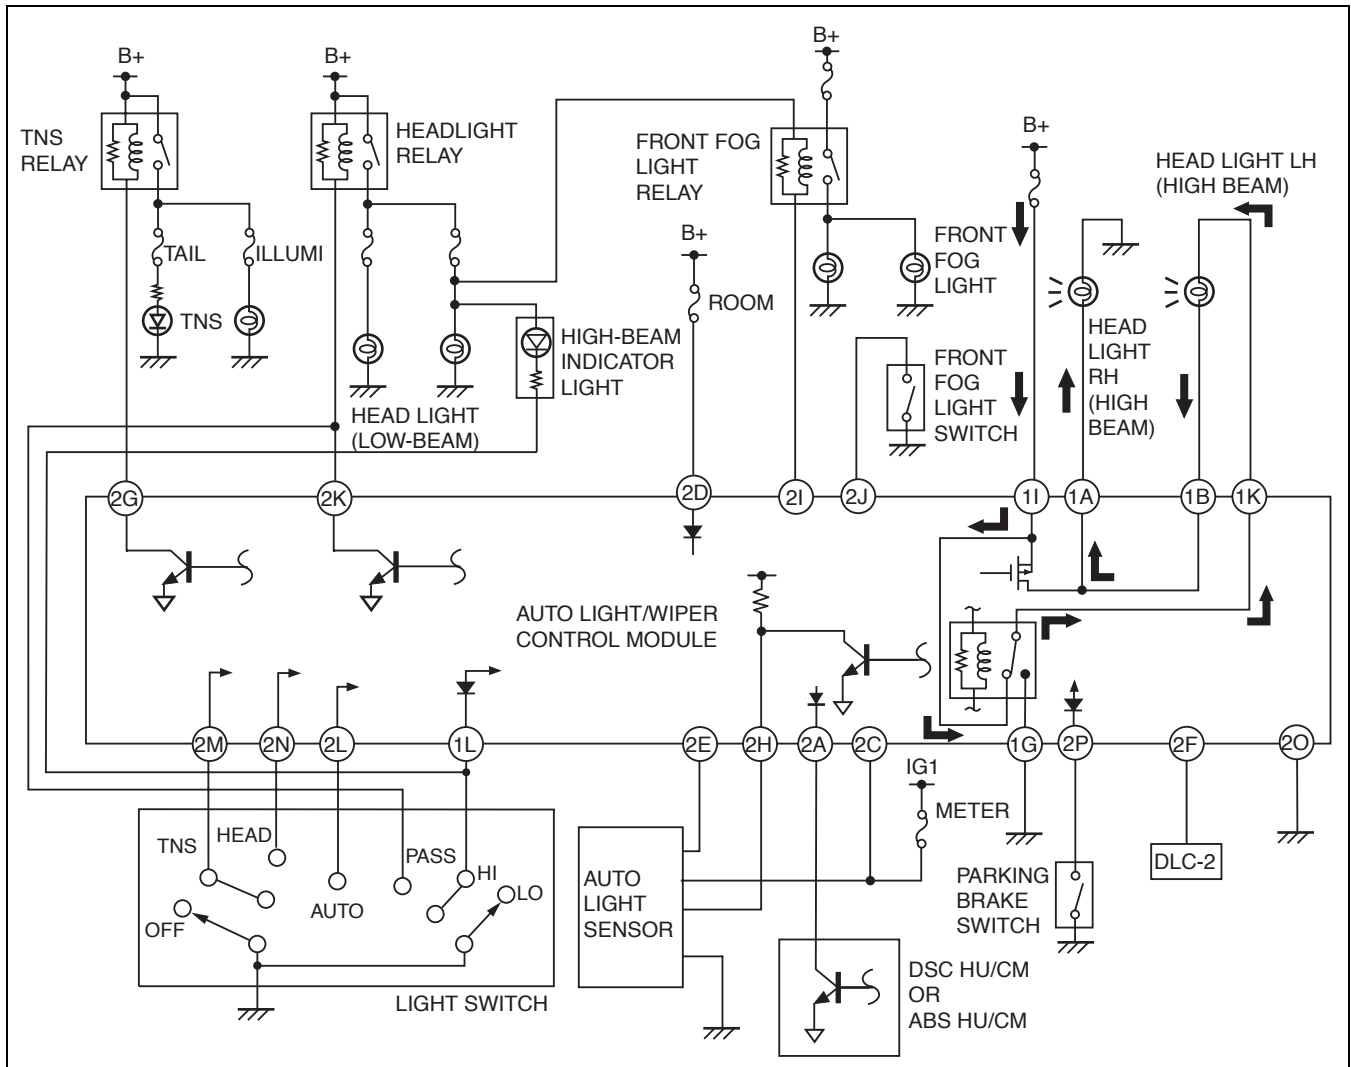 B+
B+
B+
B+
B+
TNS
RELAY
HEADLIGHT
RELAY
FRONT FOG
LIGHT
RELAY
HEAD LIGHT LH
(HIGH BEAM)
TAIL
ILLUMI
TNS
ROOM
FRONT
FOG
LIGHT
HIGH-BEAM
INDICATOR
LIGHT
HEAD LIGHT
(LOW-BEAM)
FRONT
FOG
LIGHT
SWITCH
HEAD
LIGHT
RH
(HIGH
BEAM)
2G
2K
2D
2I
2J
1I
1A
1B
1K
AUTO LIGHT/WIPER
CONTROL MODULE
2M
2N
2L
1L
2E
2H
2A
2C
1G
2P
2F
2O
TNS
HEAD
AUTO
PASS
HI
LO
OFF
LIGHT SWITCH
AUTO
LIGHT
SENSOR
IG1
METER
PARKING
BRAKE
SWITCH
DLC-2
DSC HU/CM
OR
ABS HU/CM